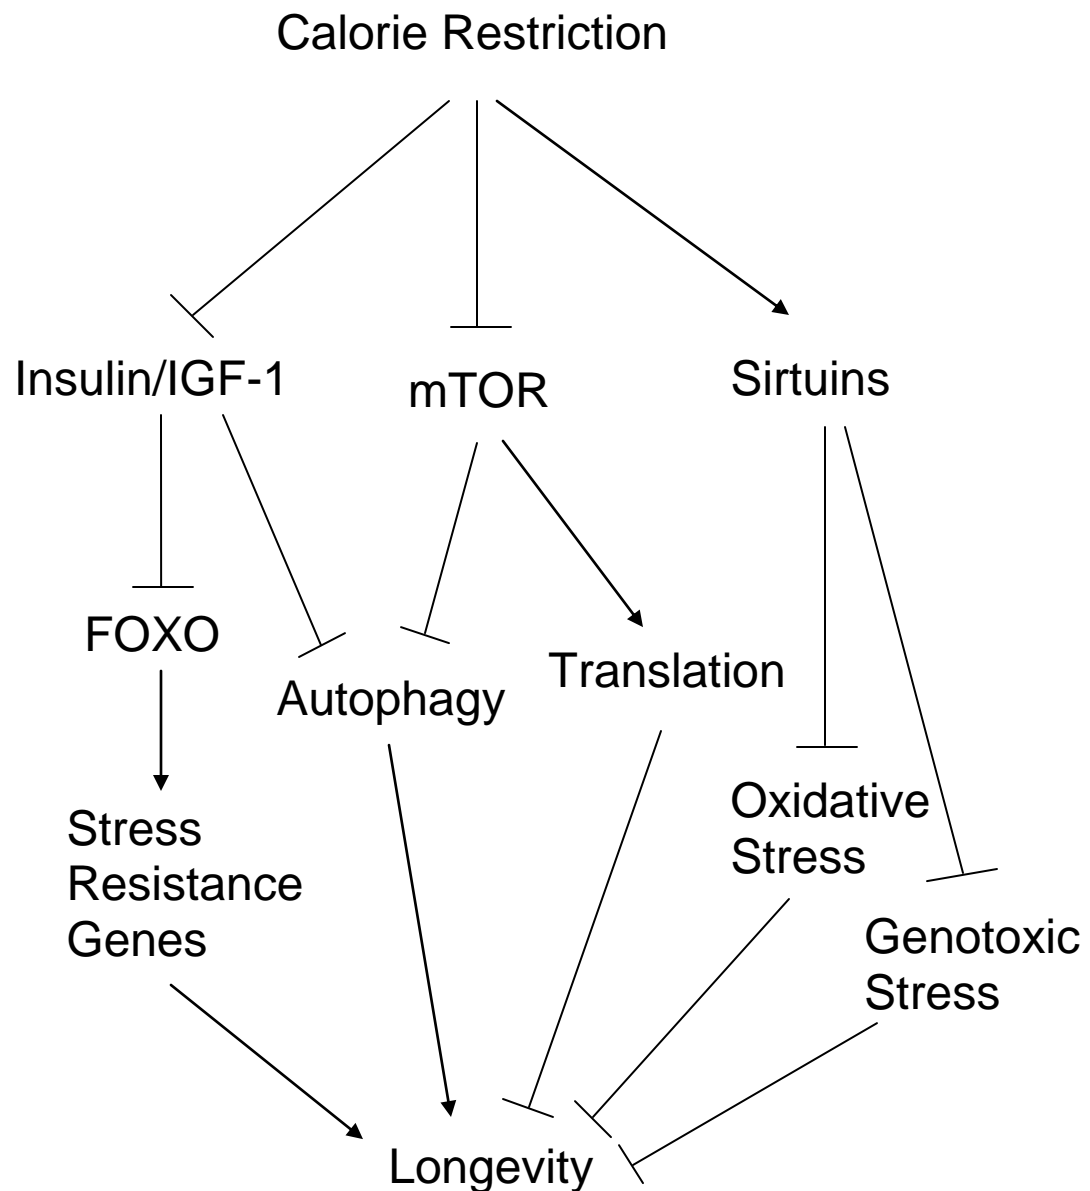 Calorie Restriction
Insulin/IGF-1
mTOR
Sirtuins
FOXO
Autophagy
Translation
Stress
Resistance
Genes
Oxidative
Stress
Genotoxic
Stress
Longevity